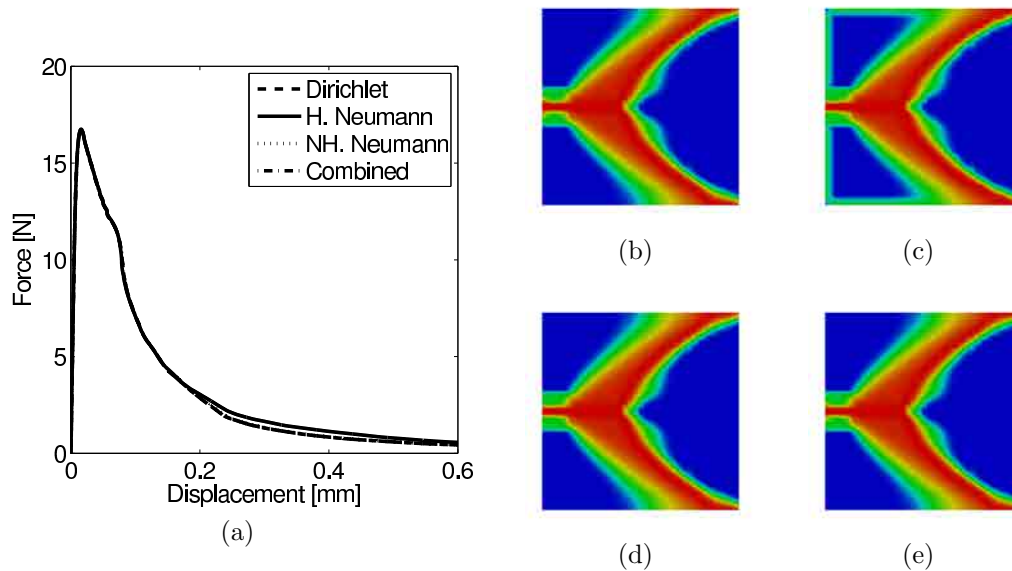 20
15
10
5
0
Force [N]
Dirichlet
H. Neumann
NH. Neumann
Combined
0
0.2
0.4
0.6
Displacement [mm]
(a)
(b)
(c)
(d)
(e)